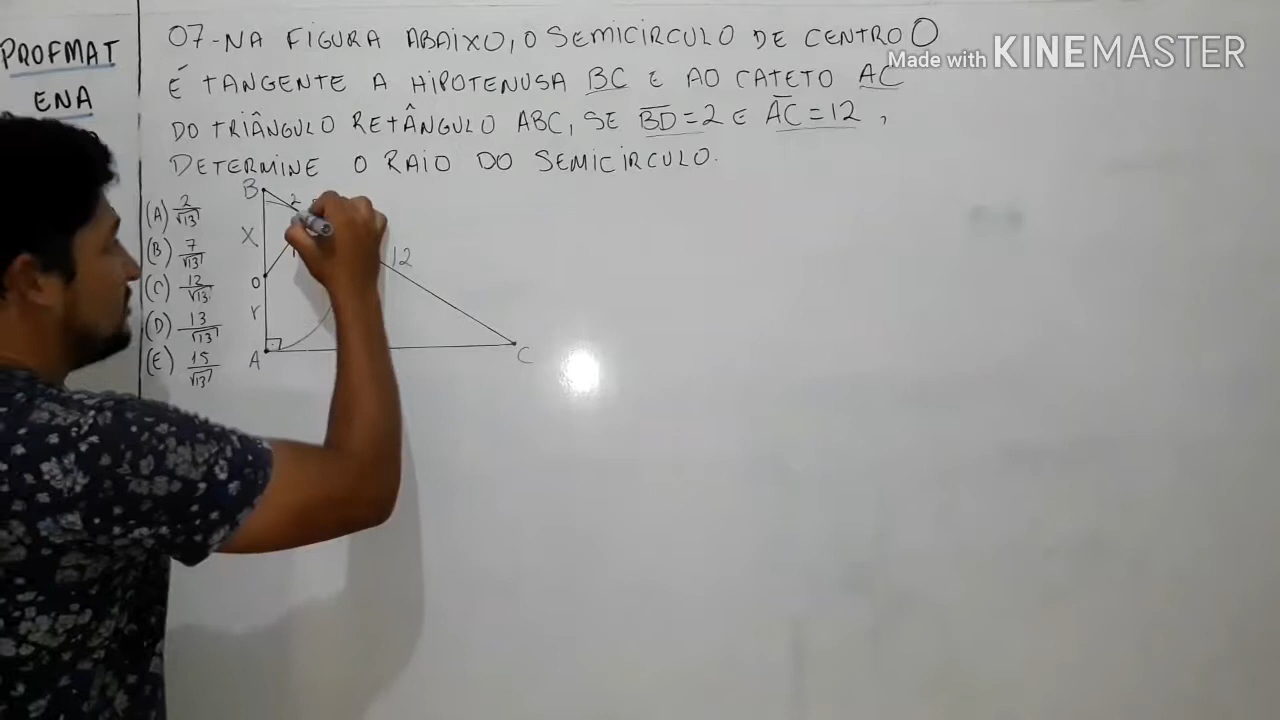 PROFMAT
ENA
07-NA FIGURA ABAIXO, O SEMICIRCULO DE CENTRO O
Made with KINEMASTER
É TANGENTE A HIPOTENUSA BC E AO CATETO AC
DO TRIÂNGULO RETÂNGULO ABC, SE BD = 2 E AC = 12,
DETERMINE O RAIO DO SEMICIRCULO.
(A) 2/√13
(B) 7/√13
(C) 12/√13
(D) 13/√13
(E) 15/√13
B
2
X
12
O
r
A
C